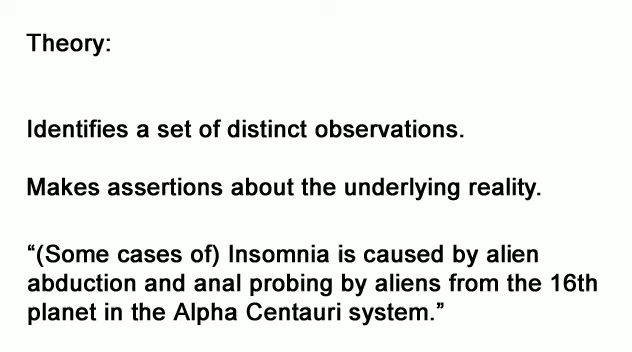 Theory:
Identifies a set of distinct observations.
Makes assertions about the underlying reality.
“(Some cases of) Insomnia is caused by alien
abduction and anal probing by aliens from the 16th
planet in the Alpha Centauri system.”